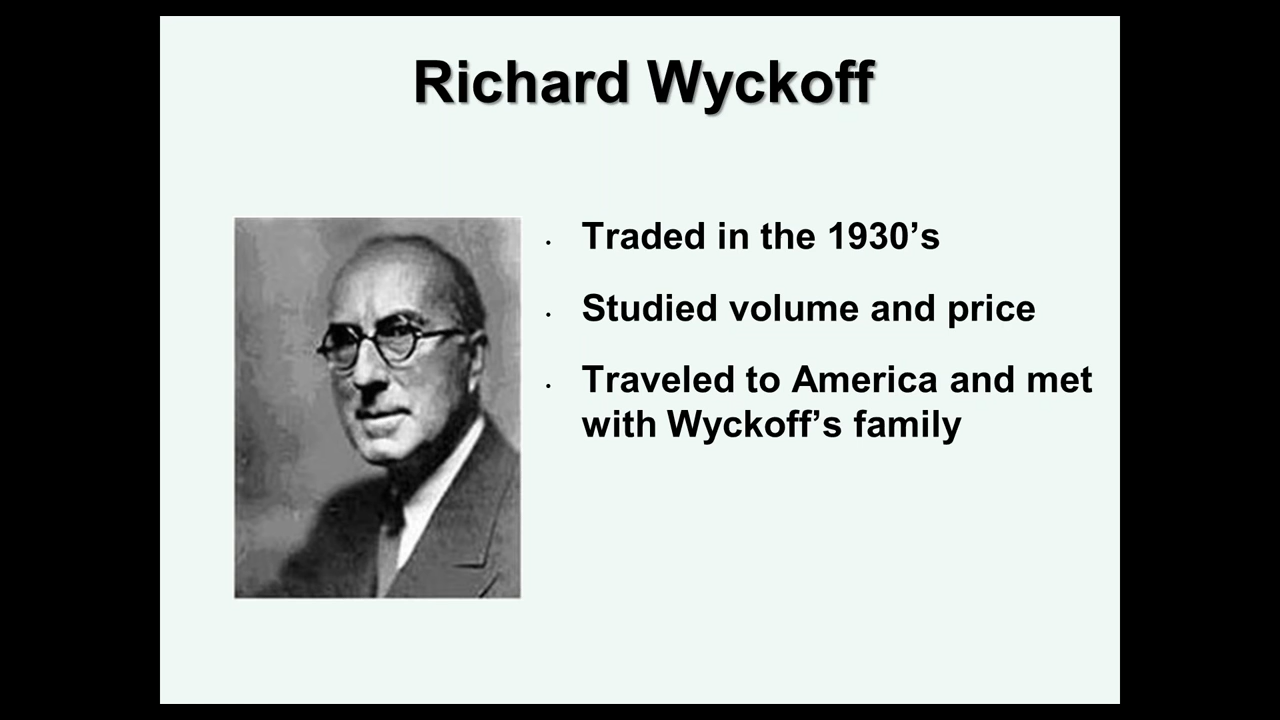 Richard Wyckoff
• Traded in the 1930’s
• Studied volume and price
• Traveled to America and met
with Wyckoff’s family